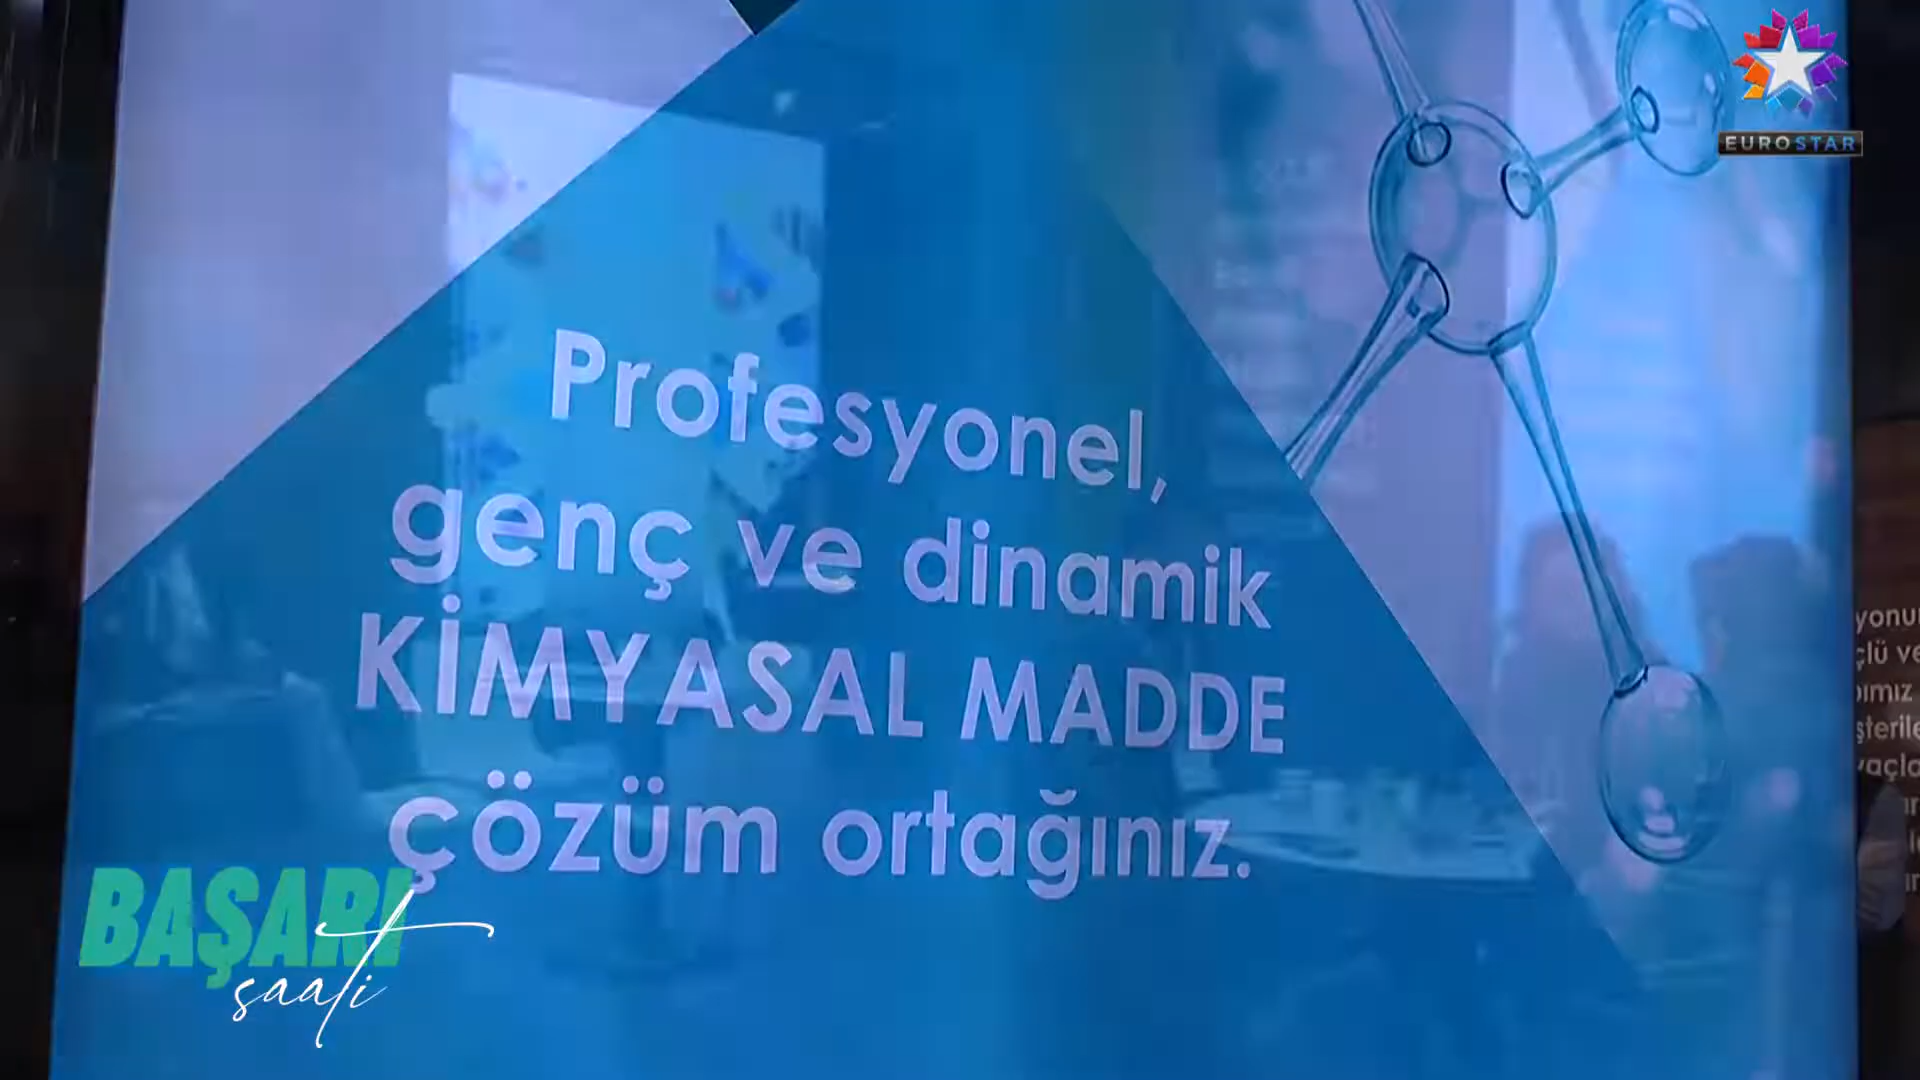 EUROSTAR
Profesyonel,
genç ve dinamik
KİMYASAL MADDE
çözüm ortağınız.
BAŞARI
saati